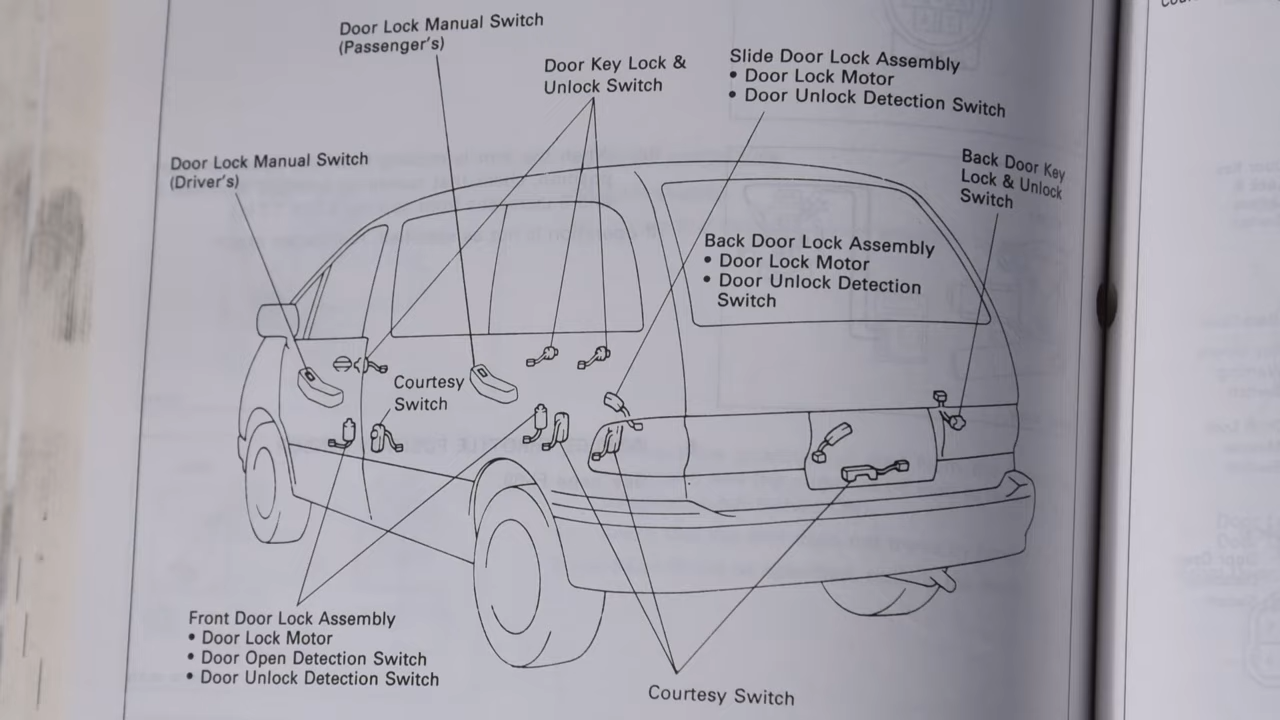 Door Lock Manual Switch
(Passenger's)
Door Key Lock &
Unlock Switch
Slide Door Lock Assembly
• Door Lock Motor
• Door Unlock Detection Switch
Door Lock Manual Switch
(Driver's)
Back Door Key
Lock & Unlock
Switch
Back Door Lock Assembly
• Door Lock Motor
• Door Unlock Detection
Switch
Courtesy
Switch
Front Door Lock Assembly
• Door Lock Motor
• Door Open Detection Switch
• Door Unlock Detection Switch
Courtesy Switch